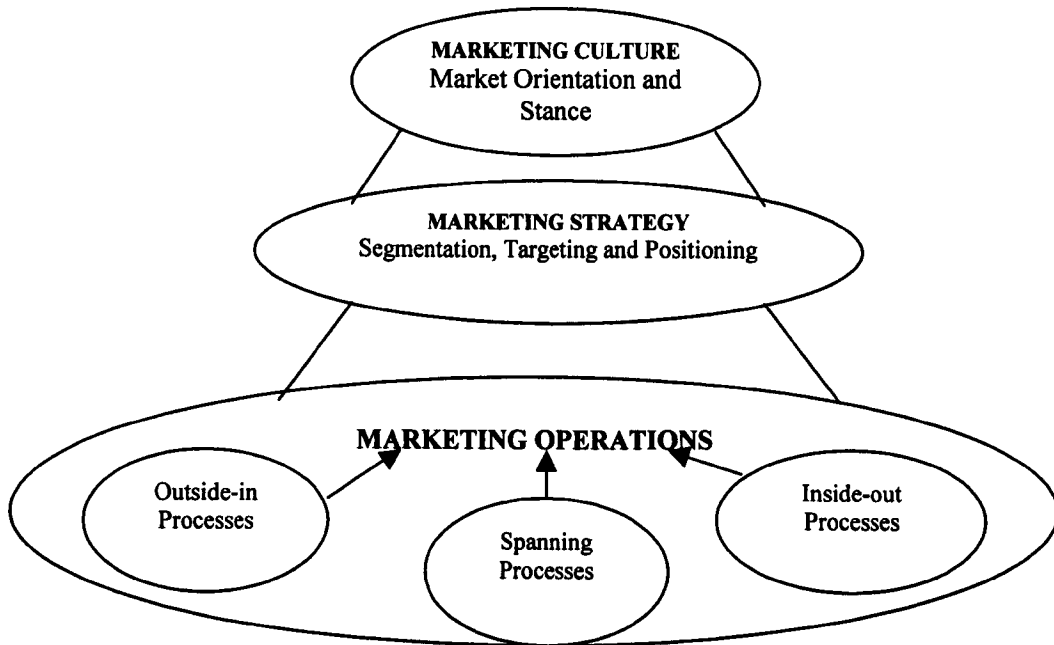 MARKETING CULTURE
Market Orientation and
Stance
MARKETING STRATEGY
Segmentation, Targeting and Positioning
MARKETING OPERATIONS
Outside-in
Processes
Spanning
Processes
Inside-out
Processes